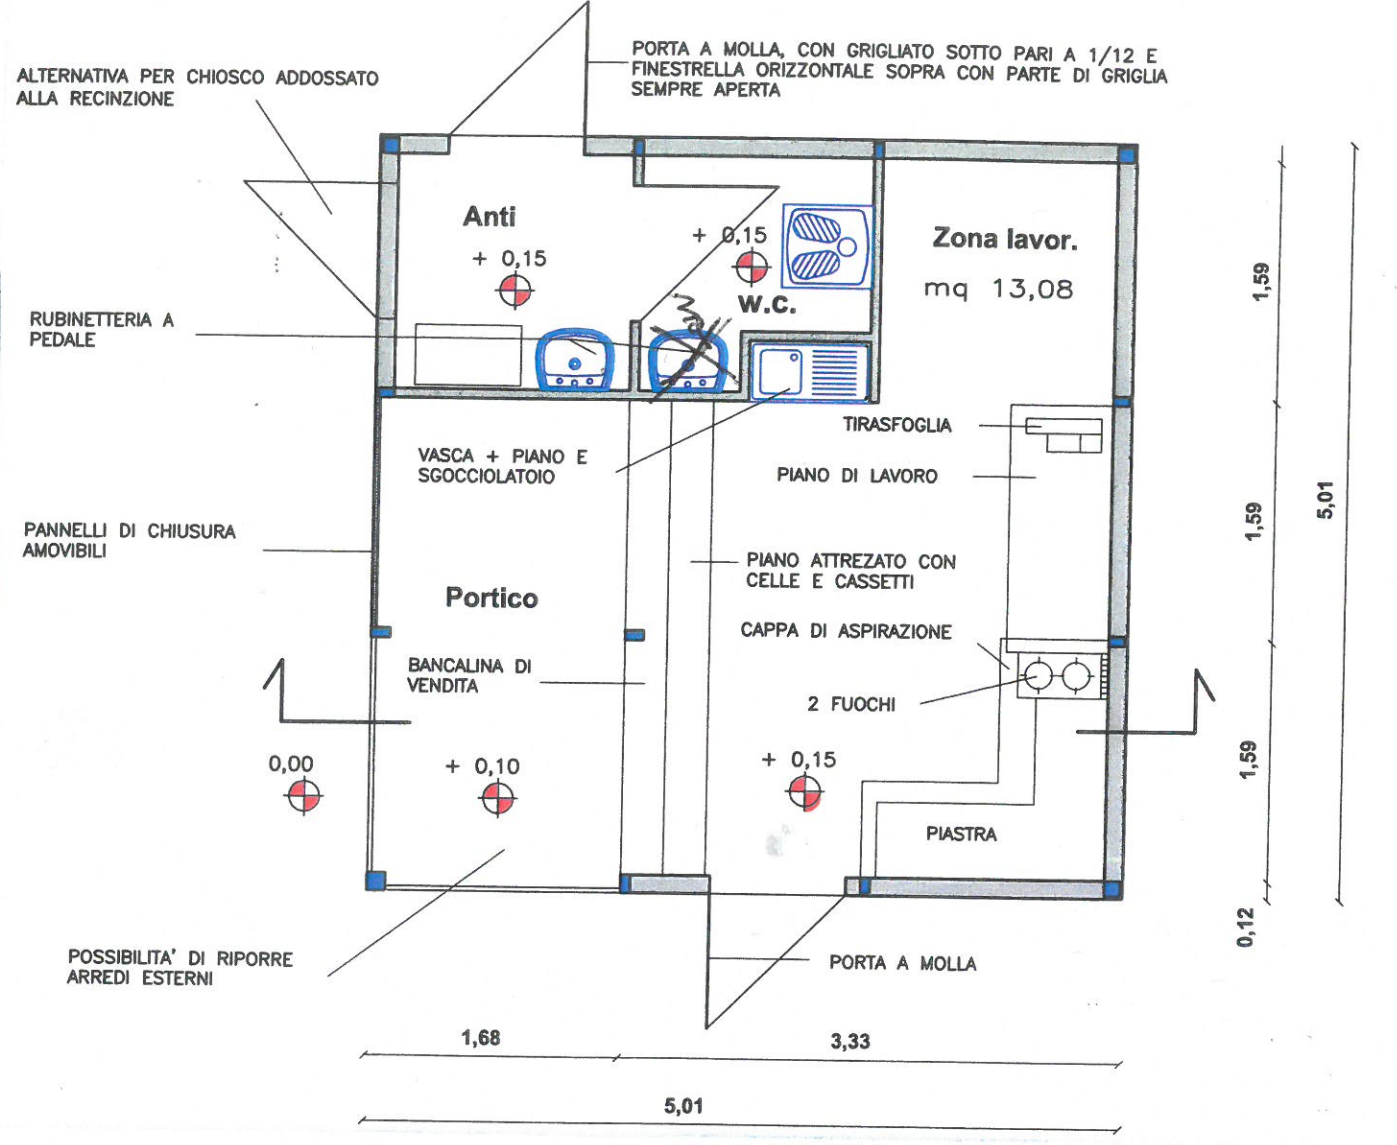 PORTA A MOLLA, CON GRIGLIATO SOTTO PARI A 1/12 E
FINESTRELLA ORIZZONTALE SOPRA CON PARTE DI GRIGLIA
SEMPRE APERTA
ALTERNATIVA PER CHIOSCO ADDOSSATO
ALLA RECINZIONE
Anti
+ 0,15
+ 0,15
W.C.
Zona lavor.
mq 13,08
1,59
RUBINETTERIA A
PEDALE
TIRASFOGLIA
VASCA + PIANO E
SGOCCIOLATOIO
PIANO DI LAVORO
5,01
1,59
PANNELLI DI CHIUSURA
AMOVIBILI
PIANO ATTREZATO CON
CELLE E CASSETTI
Portico
CAPPA DI ASPIRAZIONE
BANCALINA DI
VENDITA
2 FUOCHI
0,00
+ 0,10
+ 0,15
1,59
PIASTRA
0,12
POSSIBILITA' DI RIPORRE
ARREDI ESTERNI
PORTA A MOLLA
1,68
3,33
5,01